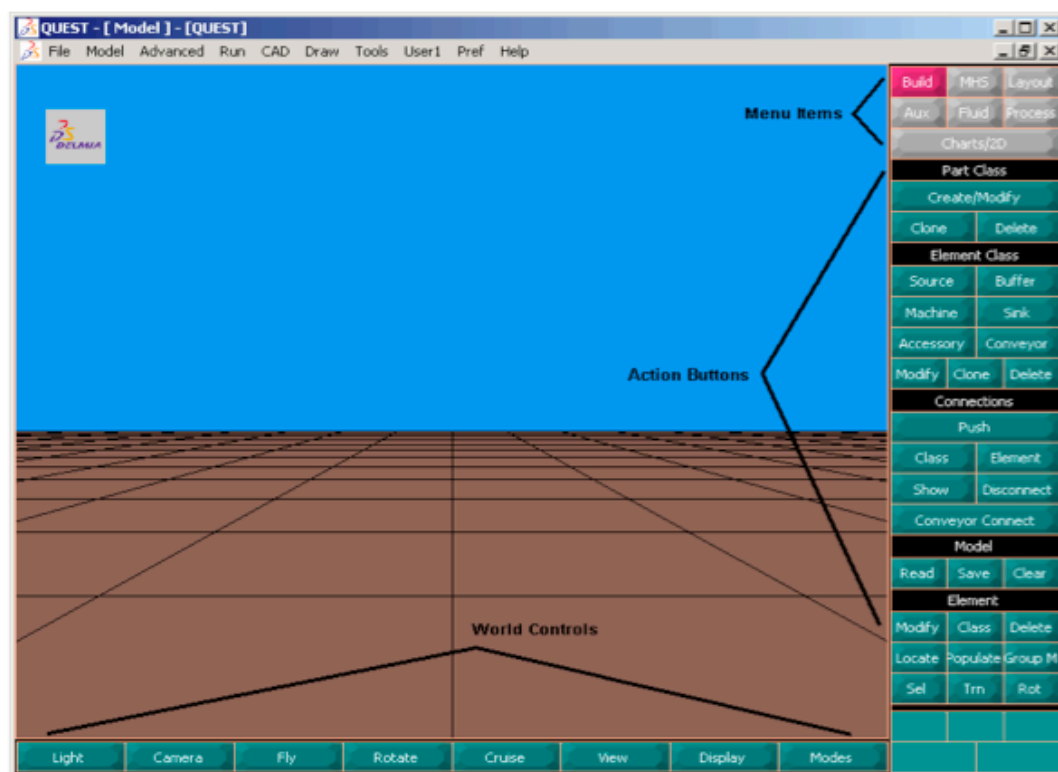 QUEST - [ Model ] - [QUEST]
File Model Advanced Run CAD Draw Tools User1 Pref Help
DELMIA
Menu Items
Action Buttons
World Controls
Build MHS Layout
Aux Fluid Process
Charts/2D
Part Class
Create/Modify
Clone Delete
Element Class
Source Buffer
Machine Sink
Accessory Conveyor
Modify Clone Delete
Connections
Push
Class Element
Show Disconnect
Conveyor Connect
Model
Read Save Clear
Element
Modify Class Delete
Locate Populate Group M
Sel Trn Rot
Light Camera Fly Rotate Cruise View Display Modes